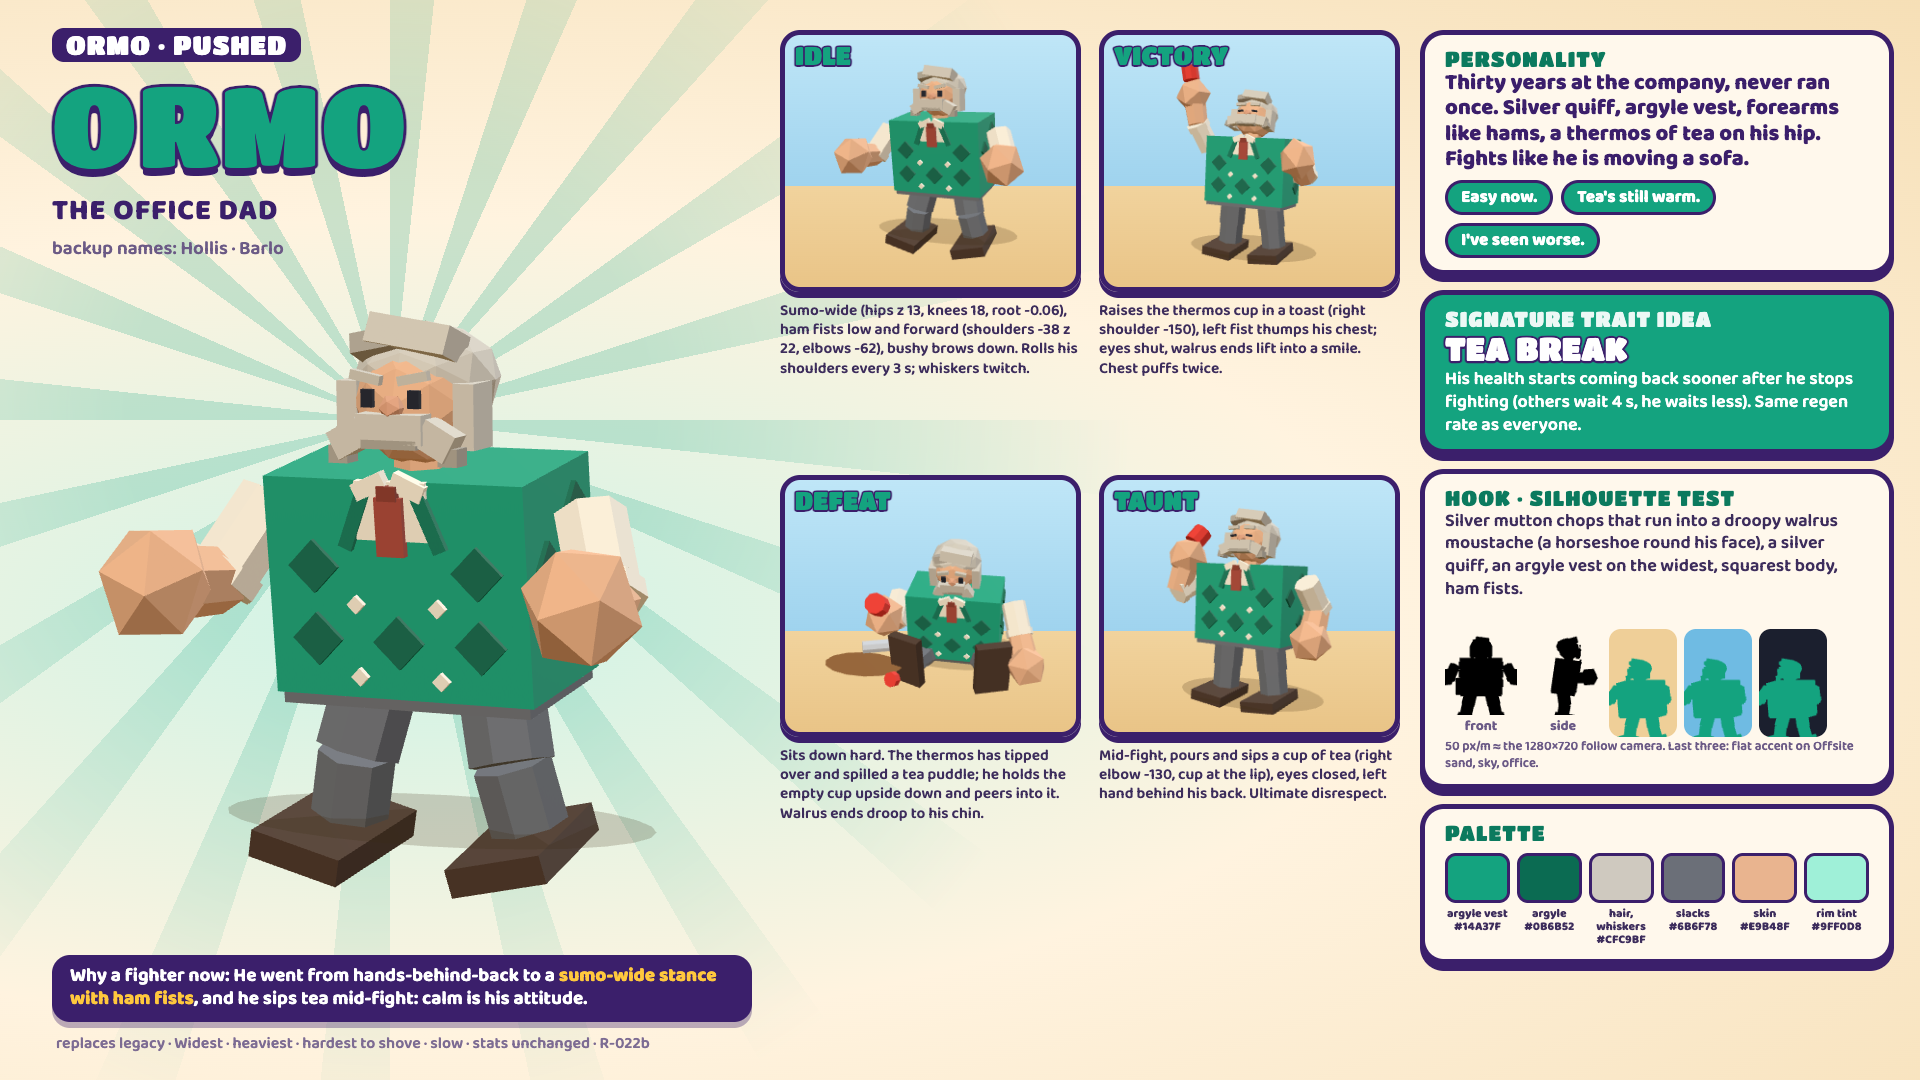 ORMO · PUSHED
ORMO
THE OFFICE DAD
backup names: Hollis · Barlo
Why a fighter now: He went from hands-behind-back to a sumo-wide stance
with ham fists, and he sips tea mid-fight: calm is his attitude.
replaces legacy · Widest · heaviest · hardest to shove · slow · stats unchanged · R-022b
IDLE
Sumo-wide (hips z 13, knees 18, root -0.06),
ham fists low and forward (shoulders -38 z
22, elbows -62), bushy brows down. Rolls his
shoulders every 3 s; whiskers twitch.
VICTORY
Raises the thermos cup in a toast (right
shoulder -150), left fist thumps his chest;
eyes shut, walrus ends lift into a smile.
Chest puffs twice.
DEFEAT
Sits down hard. The thermos has tipped
over and spilled a tea puddle; he holds the
empty cup upside down and peers into it.
Walrus ends droop to his chin.
TAUNT
Mid-fight, pours and sips a cup of tea (right
elbow -130, cup at the lip), eyes closed, left
hand behind his back. Ultimate disrespect.
PERSONALITY
Thirty years at the company, never ran
once. Silver quiff, argyle vest, forearms
like hams, a thermos of tea on his hip.
Fights like he is moving a sofa.
Easy now.
Tea's still warm.
I've seen worse.
SIGNATURE TRAIT IDEA
TEA BREAK
His health starts coming back sooner after he stops
fighting (others wait 4 s, he waits less). Same regen
rate as everyone.
HOOK · SILHOUETTE TEST
Silver mutton chops that run into a droopy walrus
moustache (a horseshoe round his face), a silver
quiff, an argyle vest on the widest, squarest body,
ham fists.
front
side
50 px/m ≈ the 1280×720 follow camera. Last three: flat accent on Offsite
sand, sky, office.
PALETTE
argyle vest
#14A37F
argyle
#0B6B52
hair,
whiskers
#CFC9BF
slacks
#6B6F78
skin
#E9B48F
rim tint
#9FF0D8